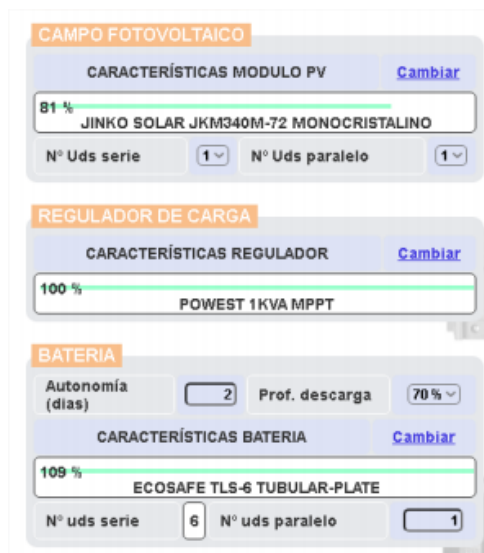 CAMPO FOTOVOLTAICO
CARACTERÍSTICAS MODULO PV Cambiar
81 %
JINKO SOLAR JKM340M-72 MONOCRISTALINO
Nº Uds serie 1 Nº Uds paralelo 1
REGULADOR DE CARGA
CARACTERÍSTICAS REGULADOR Cambiar
100 %
POWEST 1KVA MPPT
BATERIA
Autonomía (dias) 2 Prof. descarga 70 %
CARACTERÍSTICAS BATERIA Cambiar
109 %
ECOSAFE TLS-6 TUBULAR-PLATE
Nº uds serie 6 Nº uds paralelo 1